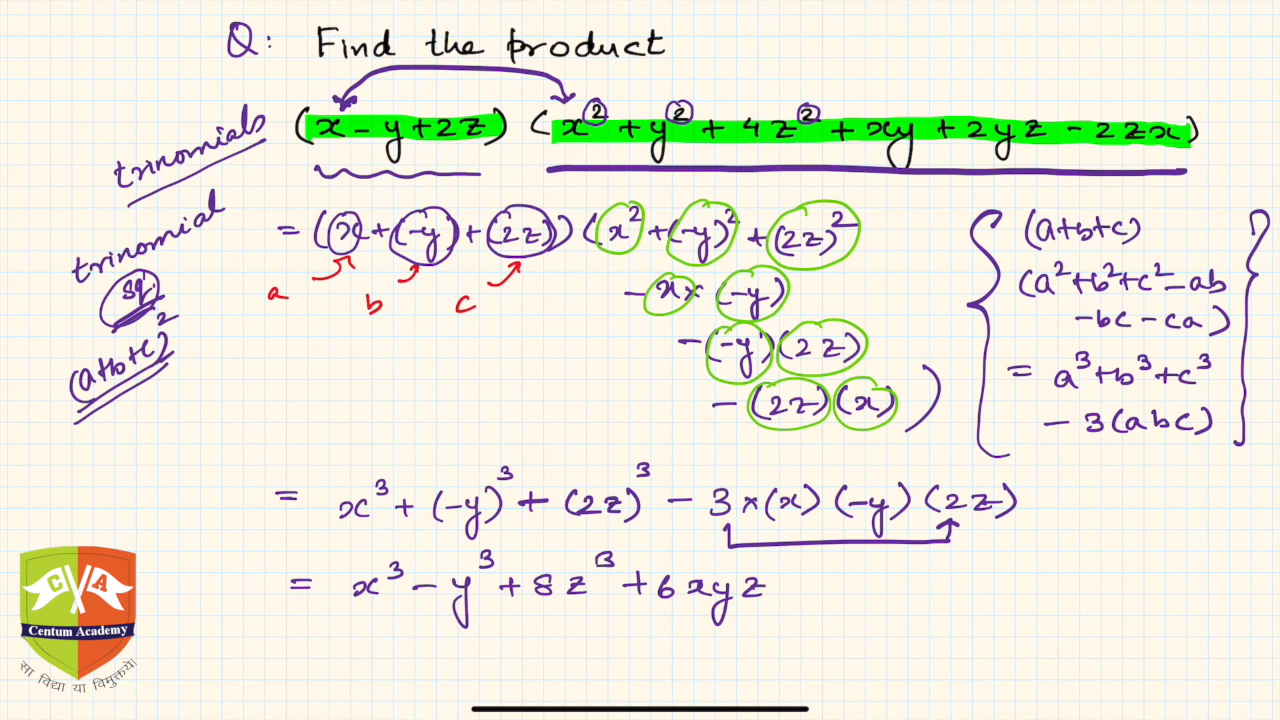 Q: Find the product
trinomials
(x - y + 2z) (x² + y² + 4z² + xy + 2yz - 2zx)
trinomial
sq.
(a+b+c)²
= (x + (-y) + (2z)) (x² + (-y)² + (2z)²
a b c
- x × (-y)
- (-y) (2z)
- (2z) (x) )
{ (a+b+c)
(a² + b² + c² - ab
- bc - ca)
= a³ + b³ + c³
- 3(abc) }
= x³ + (-y)³ + (2z)³ - 3 × (x) (-y) (2z)
= x³ - y³ + 8z³ + 6xyz
C A
Centum Academy
सा विद्या या विमुक्तये।